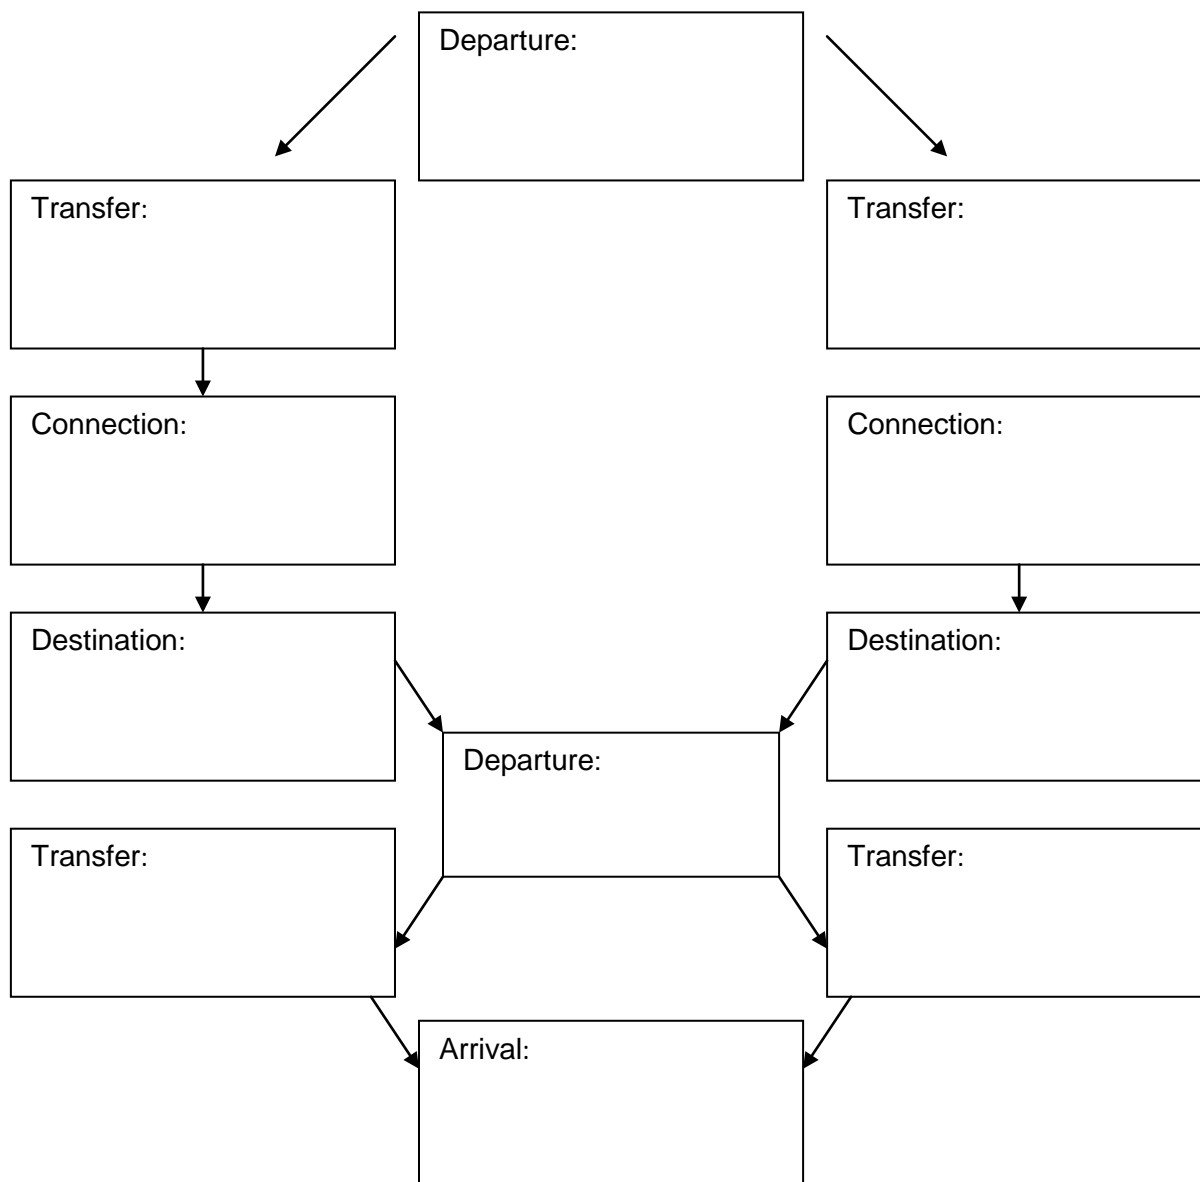 Departure:
Transfer:
Transfer:
Connection:
Connection:
Destination:
Destination:
Departure:
Transfer:
Transfer:
Arrival: